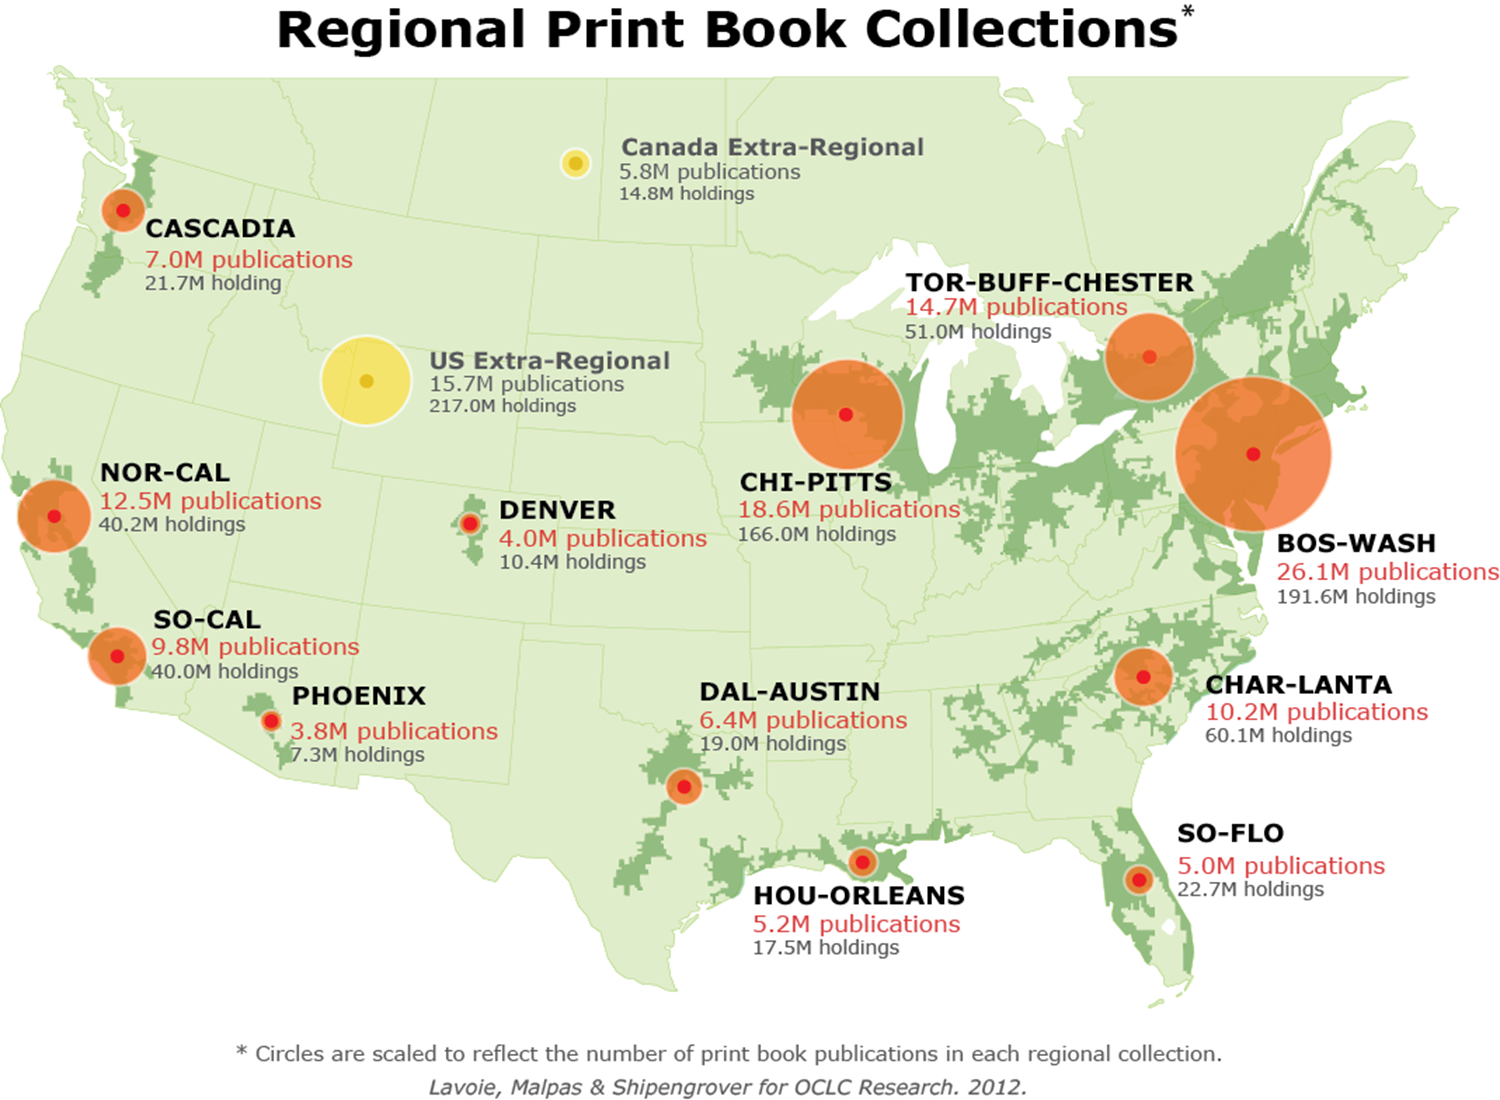 Regional Print Book Collections*
Canada Extra-Regional
5.8M publications
14.8M holdings
CASCADIA
7.0M publications
21.7M holding
TOR-BUFF-CHESTER
14.7M publications
51.0M holdings
US Extra-Regional
15.7M publications
217.0M holdings
NOR-CAL
12.5M publications
40.2M holdings
DENVER
4.0M publications
10.4M holdings
CHI-PITTS
18.6M publications
166.0M holdings
BOS-WASH
26.1M publications
191.6M holdings
SO-CAL
9.8M publications
40.0M holdings
PHOENIX
3.8M publications
7.3M holdings
DAL-AUSTIN
6.4M publications
19.0M holdings
CHAR-LANTA
10.2M publications
60.1M holdings
SO-FLO
5.0M publications
22.7M holdings
HOU-ORLEANS
5.2M publications
17.5M holdings
* Circles are scaled to reflect the number of print book publications in each regional collection.
Lavoie, Malpas & Shipengrover for OCLC Research. 2012.